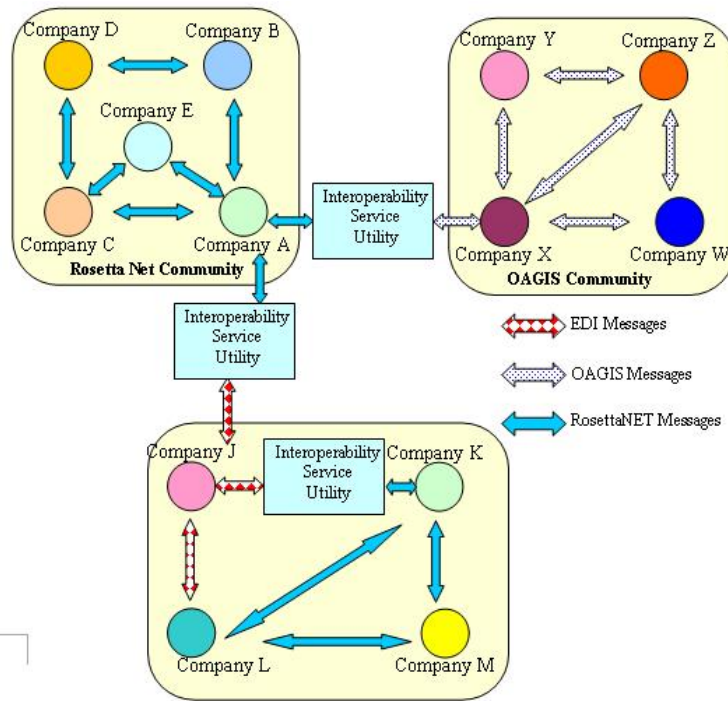 Company D
Company B
Company E
Company C
Company A
Rosetta Net Community
Interoperability
Service
Utility
Company Y
Company Z
Company X
Company W
OAGIS Community
Interoperability
Service
Utility
EDI Messages
OAGIS Messages
RosettaNET Messages
Company J
Interoperability
Service
Utility
Company K
Company L
Company M